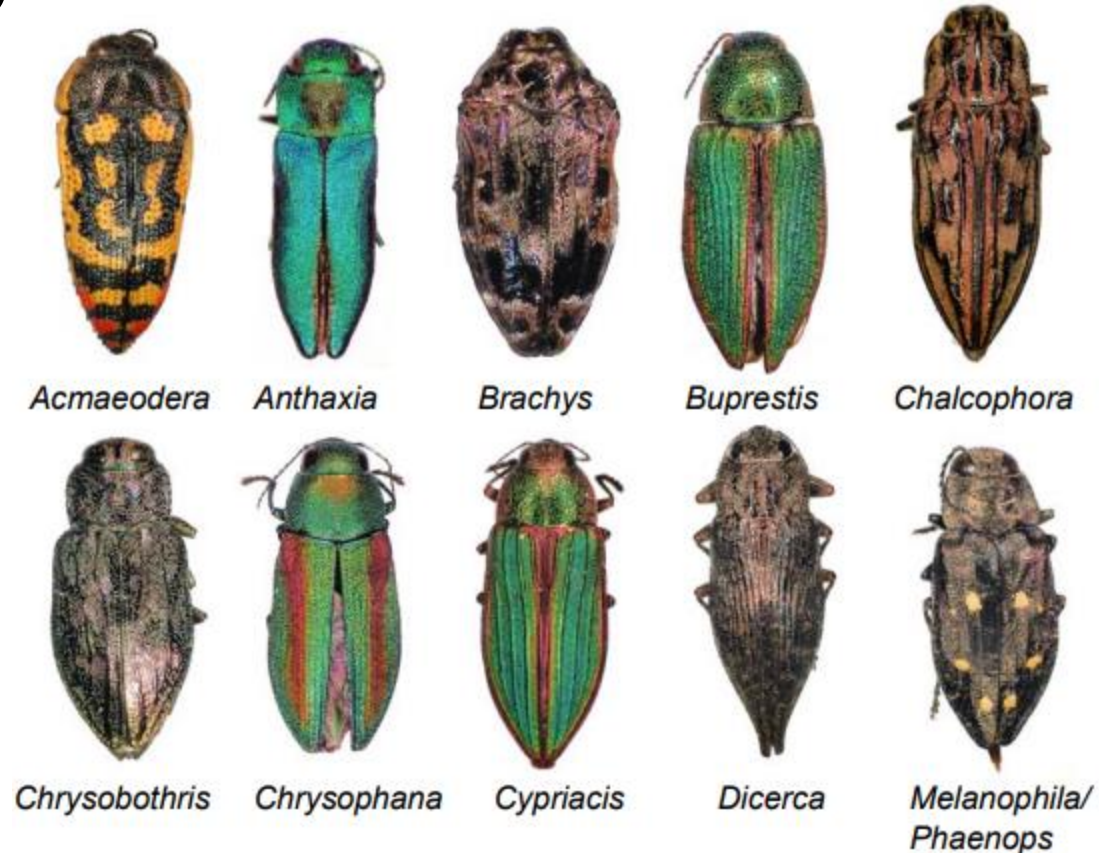 Acmaeodera Anthaxia Brachys Buprestis Chalcophora
Chrysobothris Chrysophana Cypriacis Dicerca Melanophila/
Phaenops